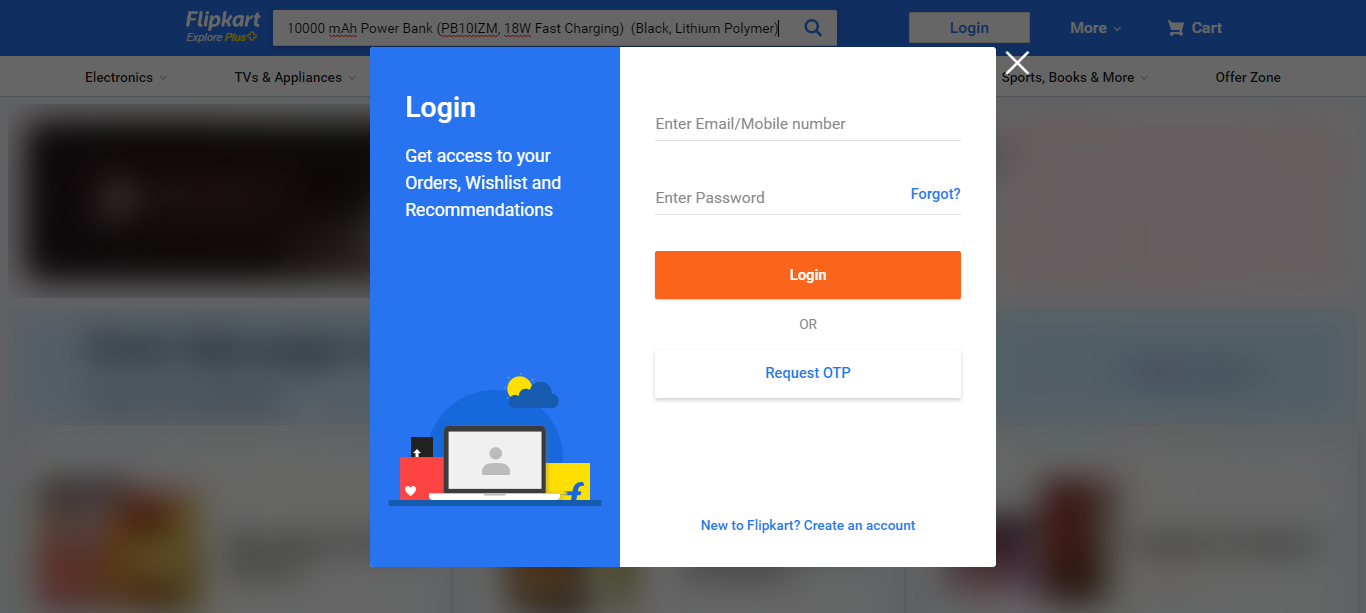 Flipkart
Explore Plus
10000 mAh Power Bank (PB10IZM, 18W Fast Charging)  (Black, Lithium Polymer)
Login
More
Cart
Electronics
TVs & Appliances
Sports, Books & More
Offer Zone
Login
Get access to your
Orders, Wishlist and
Recommendations
Enter Email/Mobile number
Enter Password
Forgot?
Login
OR
Request OTP
New to Flipkart? Create an account